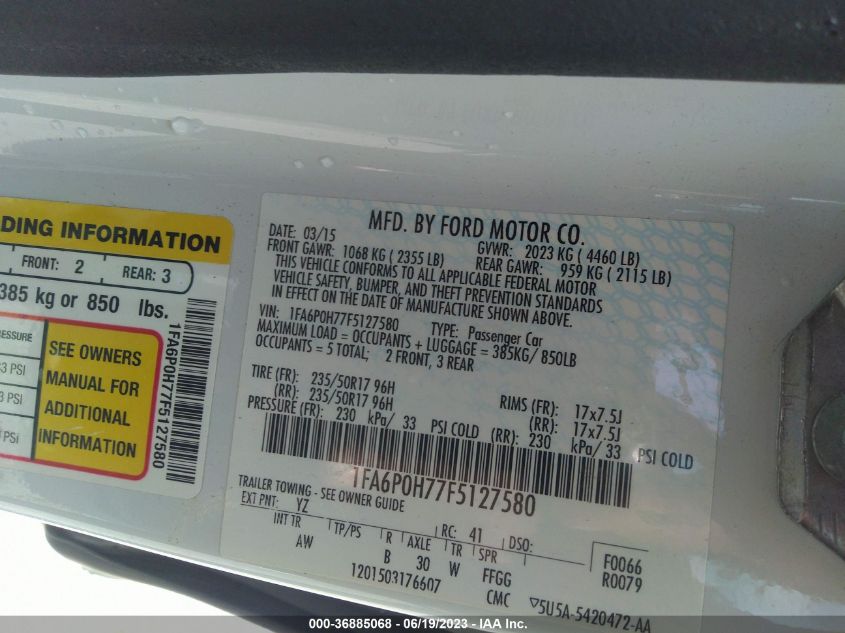 DING INFORMATION
FRONT: 2
REAR: 3
385 kg or 850 lbs.
RESSURE
3 PSI
3 PSI
PSI
SEE OWNERS
MANUAL FOR
ADDITIONAL
INFORMATION
1FA6P0H77F5127580
MFD. BY FORD MOTOR CO.
DATE: 03/15 GVWR: 2023 KG ( 4460 LB)
FRONT GAWR: 1068 KG ( 2355 LB) REAR GAWR: 959 KG ( 2115 LB)
THIS VEHICLE CONFORMS TO ALL APPLICABLE FEDERAL MOTOR
VEHICLE SAFETY, BUMPER, AND THEFT PREVENTION STANDARDS
IN EFFECT ON THE DATE OF MANUFACTURE SHOWN ABOVE.
VIN: 1FA6P0H77F5127580 TYPE: Passenger Car
MAXIMUM LOAD = OCCUPANTS + LUGGAGE = 385KG/ 850LB
OCCUPANTS = 5 TOTAL; 2 FRONT, 3 REAR
TIRE (FR): 235/50R17 96H RIMS (FR): 17x7.5J
(RR): 235/50R17 96H (RR): 17x7.5J
PRESSURE (FR): 230 kPa/ 33 PSI COLD (RR): 230 kPa/ 33 PSI COLD
1FA6P0H77F5127580
TRAILER TOWING - SEE OWNER GUIDE
EXT PNT: YZ RC: 41 DSO: F0066
INT TR TP/PS R AXLE TR SPR R0079
AW B 30 W FFGG
1201503176607 CMC ▽5U5A-5420472-AA
000-36885068 - 06/19/2023 - IAA Inc.